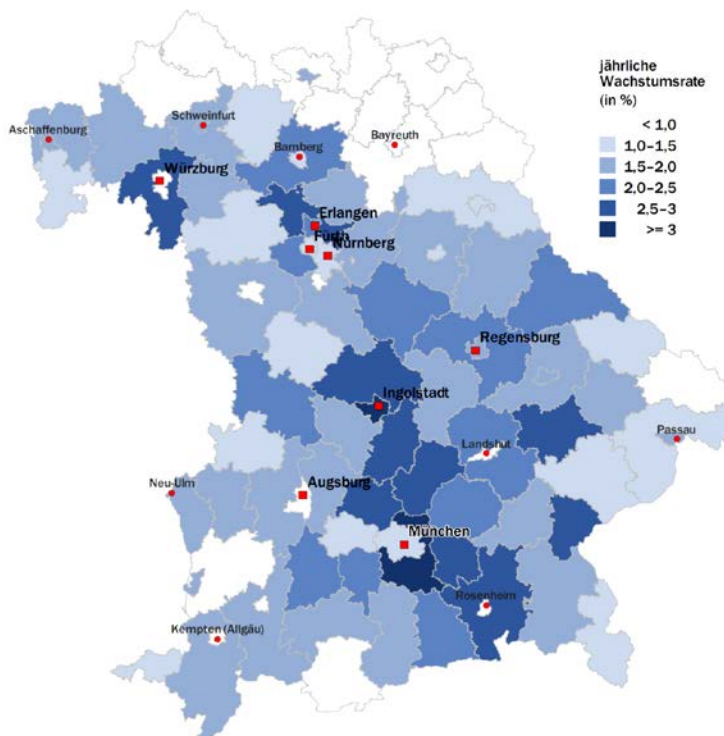 jährliche
Wachstumsrate
(in %)
< 1,0
1,0–1,5
1,5–2,0
2,0–2,5
2,5–3
>= 3
Schweinfurt
Aschaffenburg
Bayreuth
Bamberg
Würzburg
Erlangen
Fürth
Nürnberg
Regensburg
Ingolstadt
Passau
Landshut
Neu-Ulm
Augsburg
München
Rosenheim
Kempten (Allgäu)